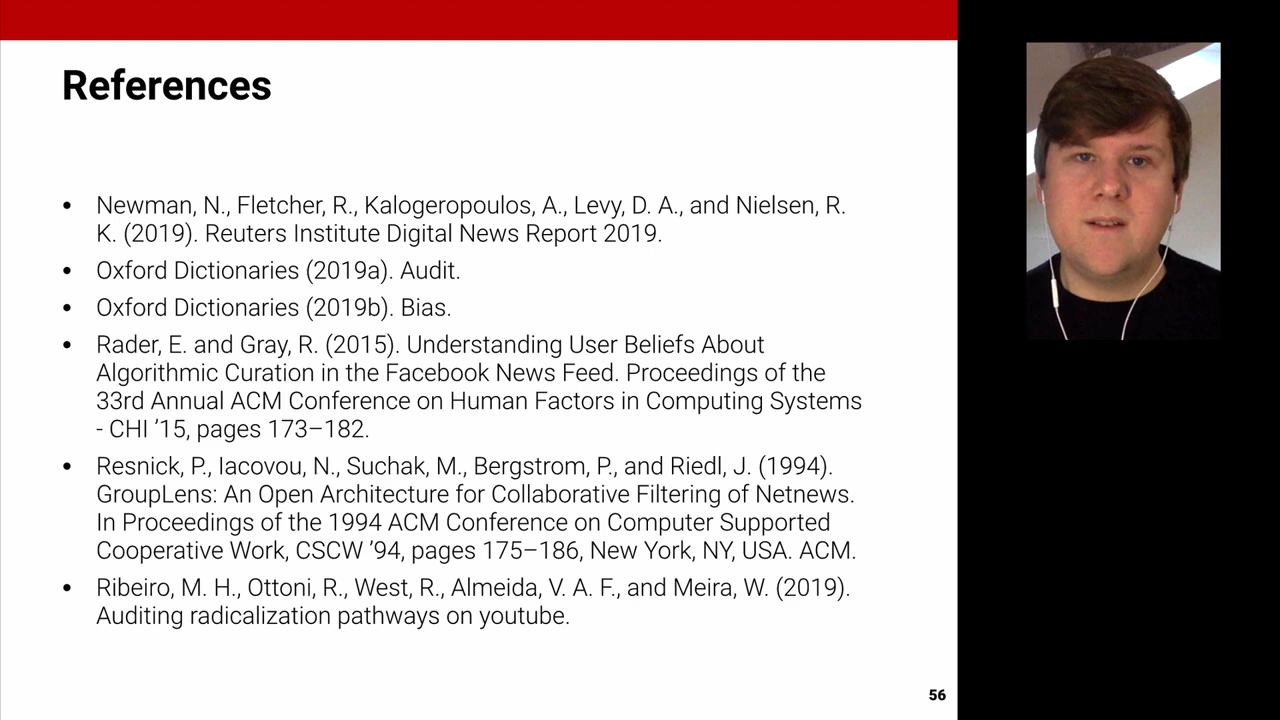 References
• Newman, N., Fletcher, R., Kalogeropoulos, A., Levy, D. A., and Nielsen, R.
K. (2019). Reuters Institute Digital News Report 2019.
• Oxford Dictionaries (2019a). Audit.
• Oxford Dictionaries (2019b). Bias.
• Rader, E. and Gray, R. (2015). Understanding User Beliefs About
Algorithmic Curation in the Facebook News Feed. Proceedings of the
33rd Annual ACM Conference on Human Factors in Computing Systems
- CHI ’15, pages 173–182.
• Resnick, P., Iacovou, N., Suchak, M., Bergstrom, P., and Riedl, J. (1994).
GroupLens: An Open Architecture for Collaborative Filtering of Netnews.
In Proceedings of the 1994 ACM Conference on Computer Supported
Cooperative Work, CSCW ’94, pages 175–186, New York, NY, USA. ACM.
• Ribeiro, M. H., Ottoni, R., West, R., Almeida, V. A. F., and Meira, W. (2019).
Auditing radicalization pathways on youtube.
56